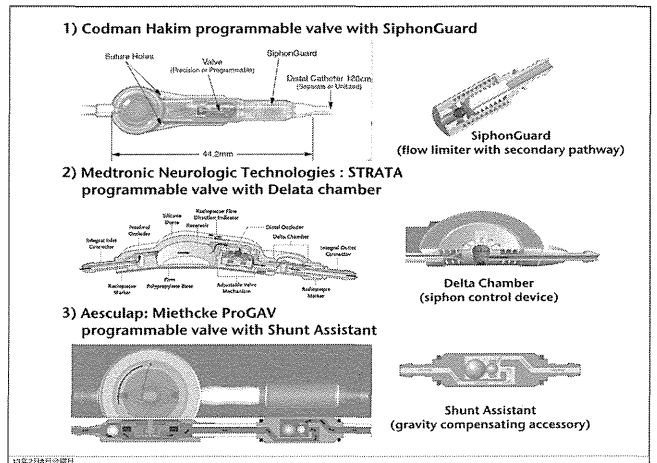 1) Codman Hakim programmable valve with SiphonGuard
Suture Holes
Valve
(Precision or Programmable)
SiphonGuard
Distal Catheter 120cm
(Separate or Unitized)
44.2mm
SiphonGuard
(flow limiter with secondary pathway)
2) Medtronic Neurologic Technologies : STRATA
programmable valve with Delata chamber
Integral Inlet
Connector
Proximal
Occluder
Silicone
Dome
Reservoir
Radiopaque Flow
Direction Indicator
Distal Occluder
Delta Chamber
Integral Outlet
Connector
Radiopaque
Marker
Firm
Polypropylene Base
Adjustable Valve
Mechanism
Radiopaque
Marker
Delta Chamber
(siphon control device)
3) Aesculap: Miethcke ProGAV
programmable valve with Shunt Assistant
Shunt Assistant
(gravity compensating accessory)